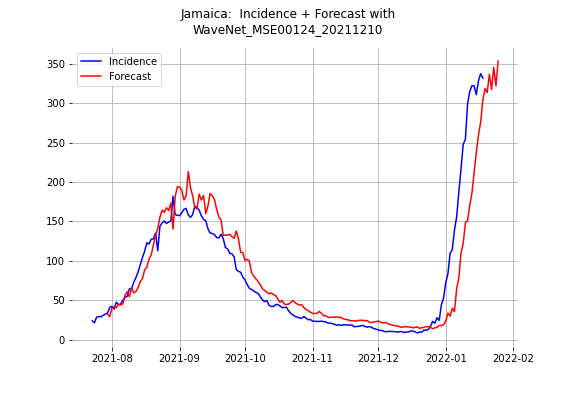 Jamaica:  Incidence + Forecast with
WaveNet_MSE00124_20211210
Incidence
Forecast
350
300
250
200
150
100
50
0
2021-08 2021-09 2021-10 2021-11 2021-12 2022-01 2022-02